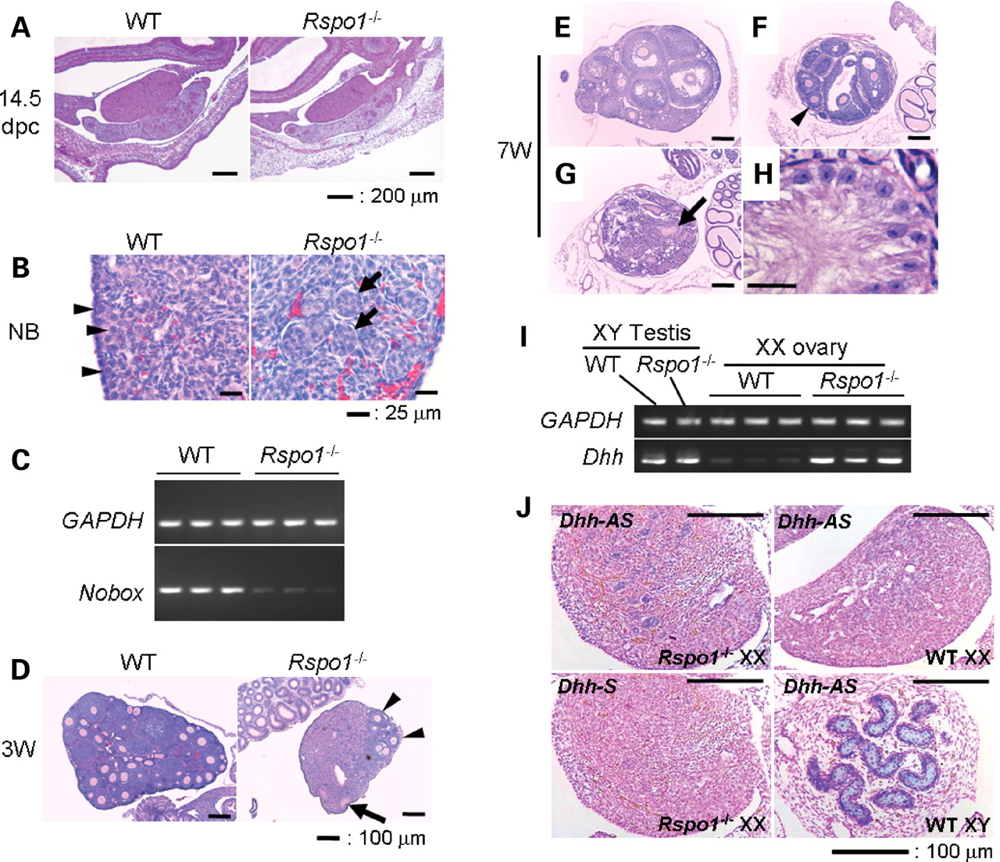 A
WT
Rspo1-/-
14.5
dpc
: 200 µm
B
WT
Rspo1-/-
NB
: 25 µm
C
WT
Rspo1-/-
GAPDH
Nobox
D
WT
Rspo1-/-
3W
: 100 µm
E
F
7W
G
H
I
XY Testis
XX ovary
WT
Rspo1-/-
WT
Rspo1-/-
GAPDH
Dhh
J
Dhh-AS
Rspo1-/- XX
Dhh-AS
WT XX
Dhh-S
Rspo1-/- XX
Dhh-AS
WT XY
: 100 µm